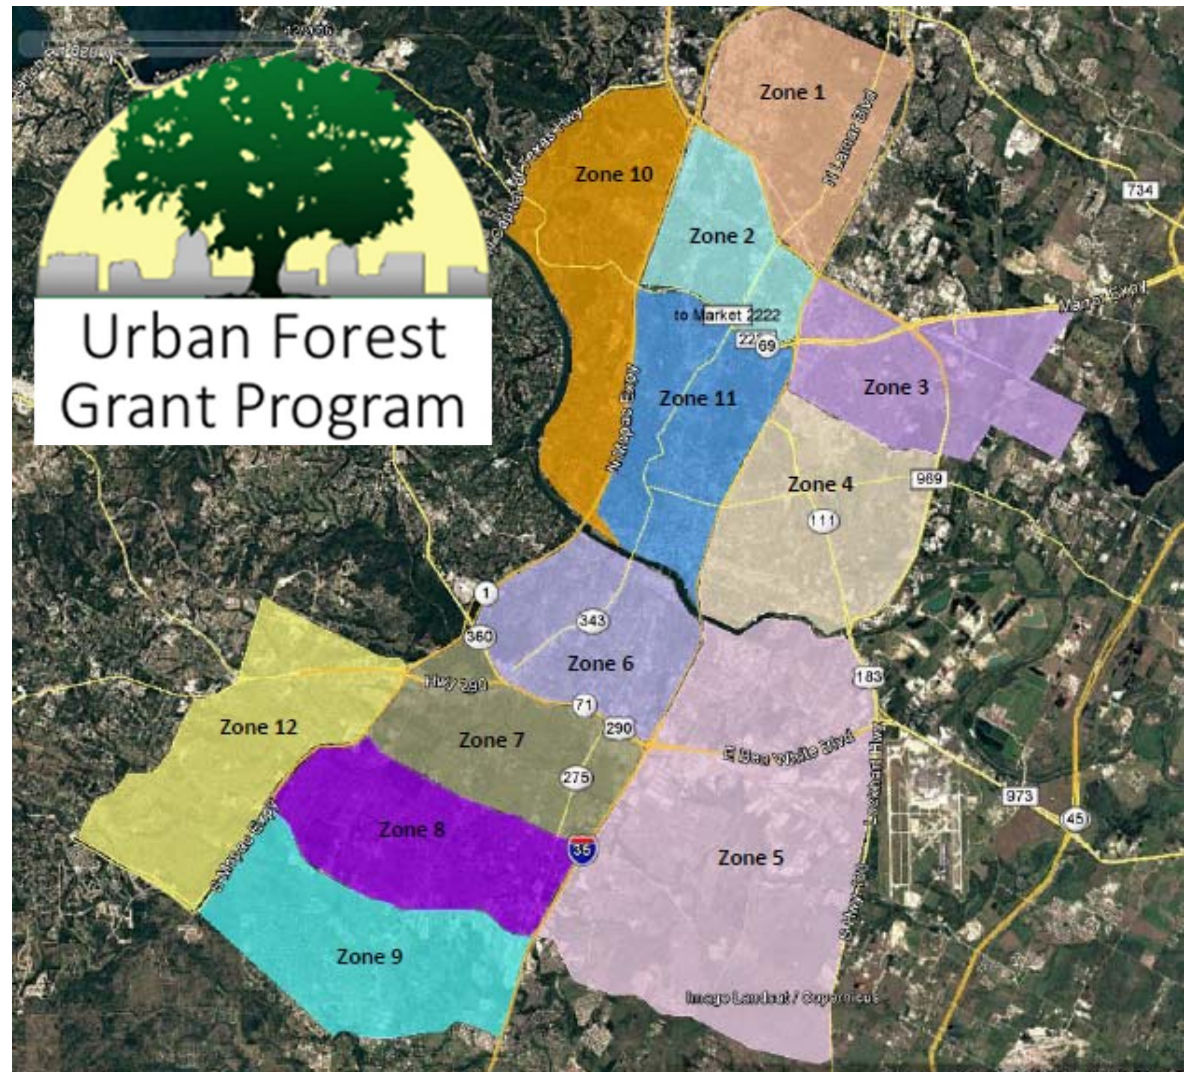 Urban Forest
Grant Program
Zone 1
N Lamar Blvd
734
Zone 10
Zone 2
to Market 2222
69
Zone 3
Zone 11
N Mopac Expy
Zone 4
969
111
1
360
343
Zone 6
Hwy 290
71
290
183
Zone 12
Zone 7
275
E Ben White Blvd
973
45
Zone 8
35
Zone 5
S Mopac Expy
Zone 9
Image Landsat / Copernicus